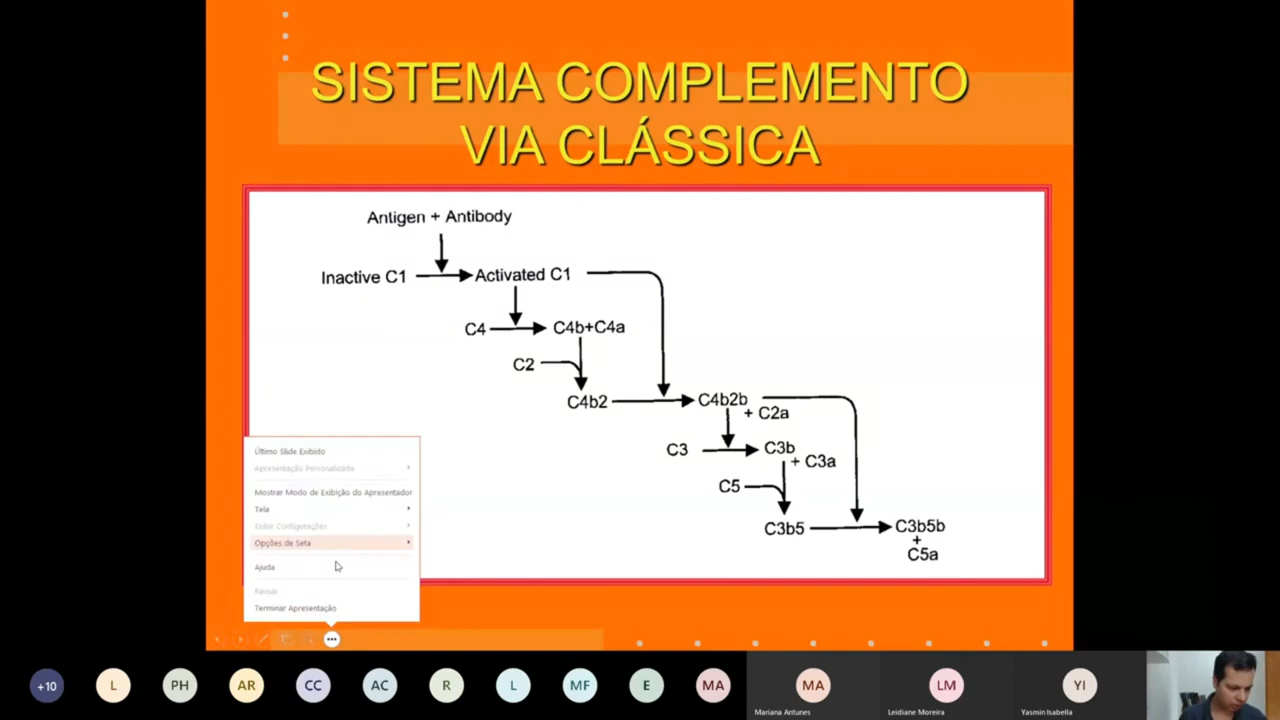 SISTEMA COMPLEMENTO
VIA CLÁSSICA
Antigen + Antibody
Inactive C1
Activated C1
C4
C4b+C4a
C2
C4b2
C4b2b
+ C2a
C3
C3b
+ C3a
C5
C3b5
C3b5b
+
C5a
Último Slide Exibido
Apresentação Personalizada
Mostrar Modo de Exibição do Apresentador
Tela
Exibir Configurações
Opções de Seta
Ajuda
Pausar
Terminar Apresentação
+10
L
PH
AR
CC
AC
R
L
MF
E
MA
MA
LM
YI
Mariana Antunes
Leidiane Moreira
Yasmin Isabella